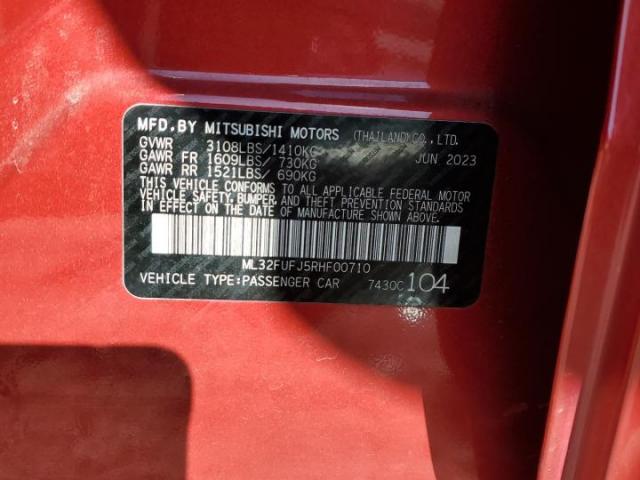 MFD.BY MITSUBISHI MOTORS (THAILAND)CO.,LTD.
GVWR 3108LBS/1410KG JUN 2023
GAWR FR 1609LBS/ 730KG
GAWR RR 1521LBS/ 690KG
THIS VEHICLE CONFORMS TO ALL APPLICABLE FEDERAL MOTOR
VEHICLE SAFETY, BUMPER, AND THEFT PREVENTION STANDARDS
IN EFFECT ON THE DATE OF MANUFACTURE SHOWN ABOVE.
ML32FUFJ5RHF00710
VEHICLE TYPE:PASSENGER CAR 7430C 104